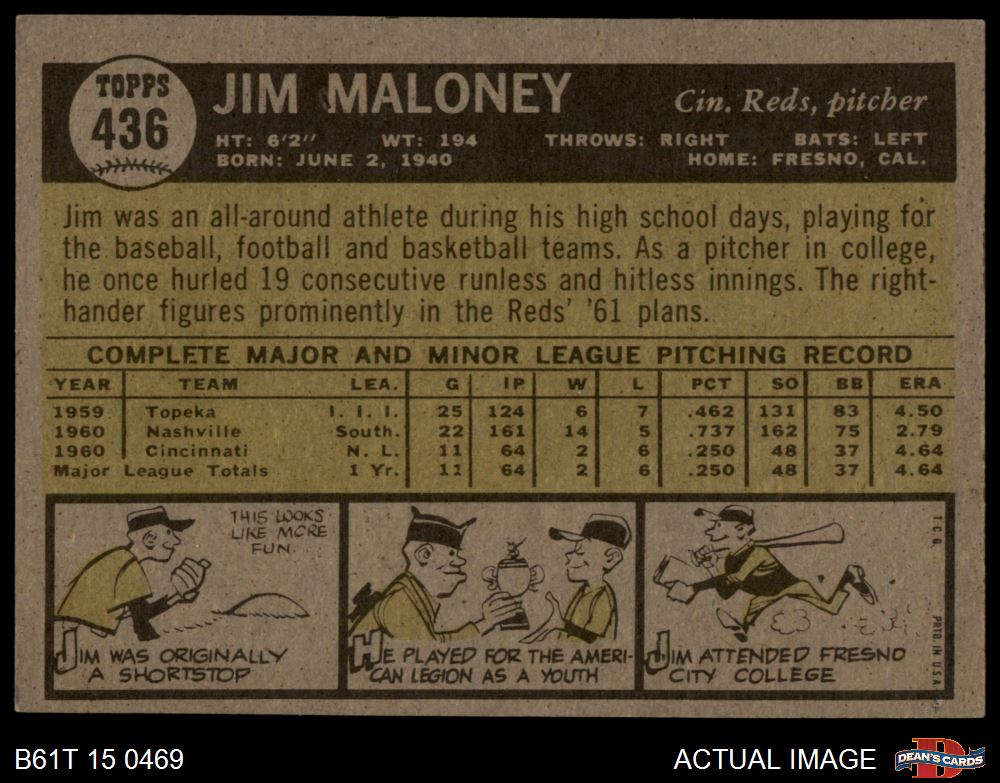 TOPPS
436
JIM MALONEY
Cin. Reds, pitcher
HT: 6'2" WT: 194 THROWS: RIGHT BATS: LEFT
BORN: JUNE 2, 1940 HOME: FRESNO, CAL.
Jim was an all-around athlete during his high school days, playing for
the baseball, football and basketball teams. As a pitcher in college,
he once hurled 19 consecutive runless and hitless innings. The right-
hander figures prominently in the Reds' '61 plans.
COMPLETE MAJOR AND MINOR LEAGUE PITCHING RECORD
YEAR TEAM LEA. G IP W L PCT SO BB ERA
1959 Topeka I. I. I. 25 124 6 7 .462 131 83 4.50
1960 Nashville South. 22 161 14 5 .737 162 75 2.79
1960 Cincinnati N. L. 11 64 2 6 .250 48 37 4.64
Major League Totals 1 Yr. 11 64 2 6 .250 48 37 4.64
THIS LOOKS
LIKE MORE
FUN.
JIM WAS ORIGINALLY
A SHORTSTOP
HE PLAYED FOR THE AMERI-
CAN LEGION AS A YOUTH
JIM ATTENDED FRESNO
CITY COLLEGE
T.C.G. PRTD. IN U.S.A.
B61T 15 0469
ACTUAL IMAGE
DEAN'S CARDS